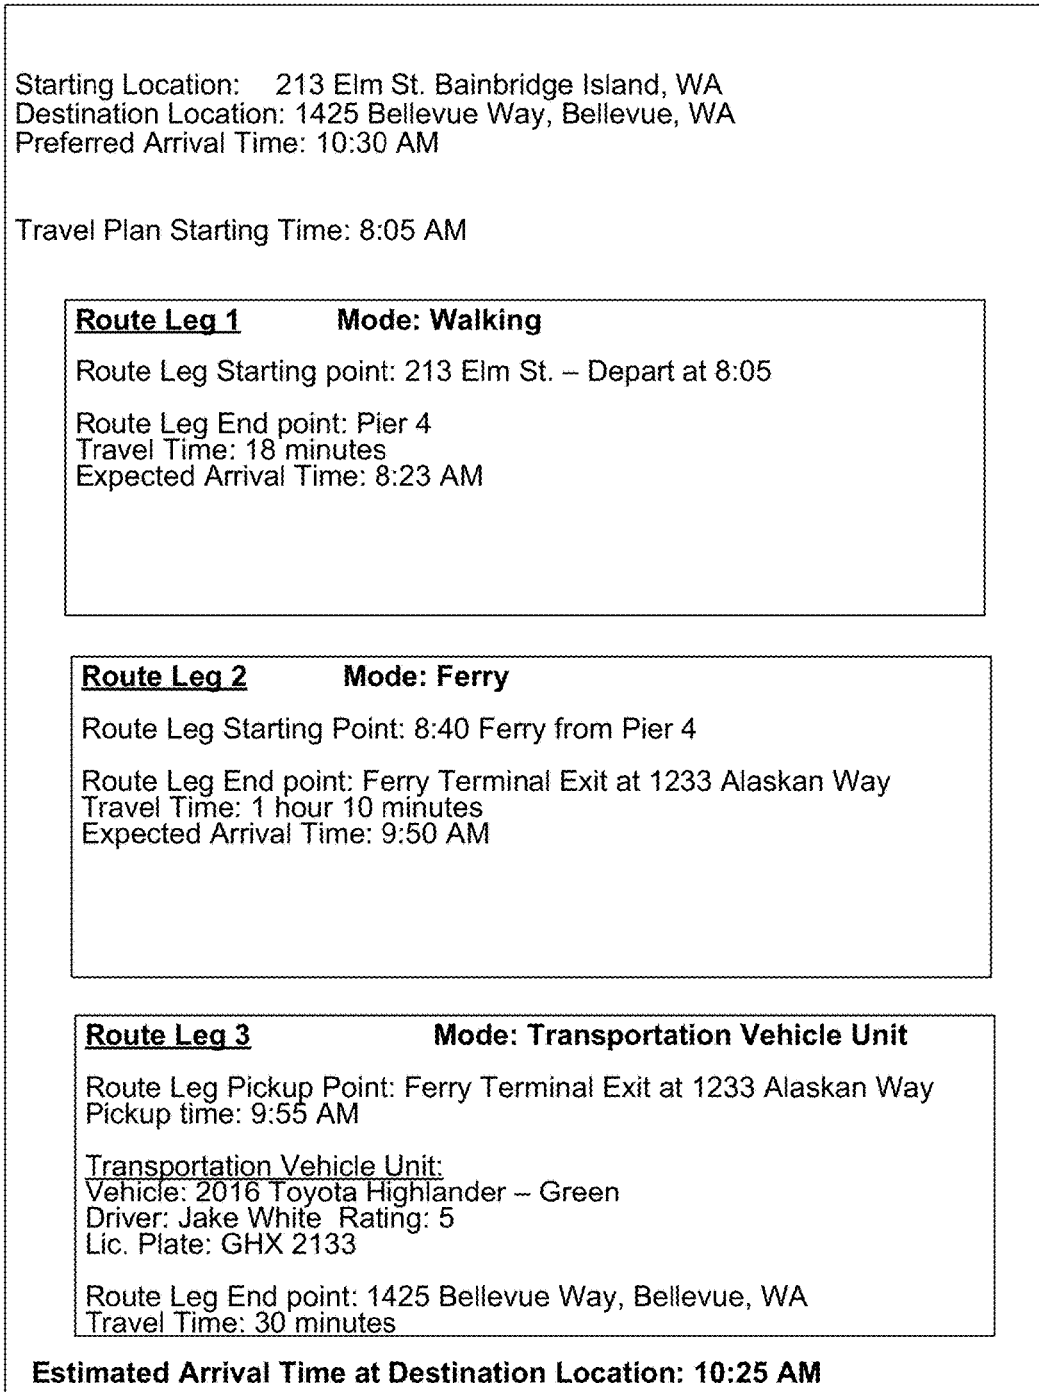 Starting Location: 213 Elm St. Bainbridge Island, WA
Destination Location: 1425 Bellevue Way, Bellevue, WA
Preferred Arrival Time: 10:30 AM
Travel Plan Starting Time: 8:05 AM
Route Leg 1 Mode: Walking
Route Leg Starting point: 213 Elm St. – Depart at 8:05
Route Leg End point: Pier 4
Travel Time: 18 minutes
Expected Arrival Time: 8:23 AM
Route Leg 2 Mode: Ferry
Route Leg Starting Point: 8:40 Ferry from Pier 4
Route Leg End point: Ferry Terminal Exit at 1233 Alaskan Way
Travel Time: 1 hour 10 minutes
Expected Arrival Time: 9:50 AM
Route Leg 3 Mode: Transportation Vehicle Unit
Route Leg Pickup Point: Ferry Terminal Exit at 1233 Alaskan Way
Pickup time: 9:55 AM
Transportation Vehicle Unit:
Vehicle: 2016 Toyota Highlander – Green
Driver: Jake White Rating: 5
Lic. Plate: GHX 2133
Route Leg End point: 1425 Bellevue Way, Bellevue, WA
Travel Time: 30 minutes
Estimated Arrival Time at Destination Location: 10:25 AM